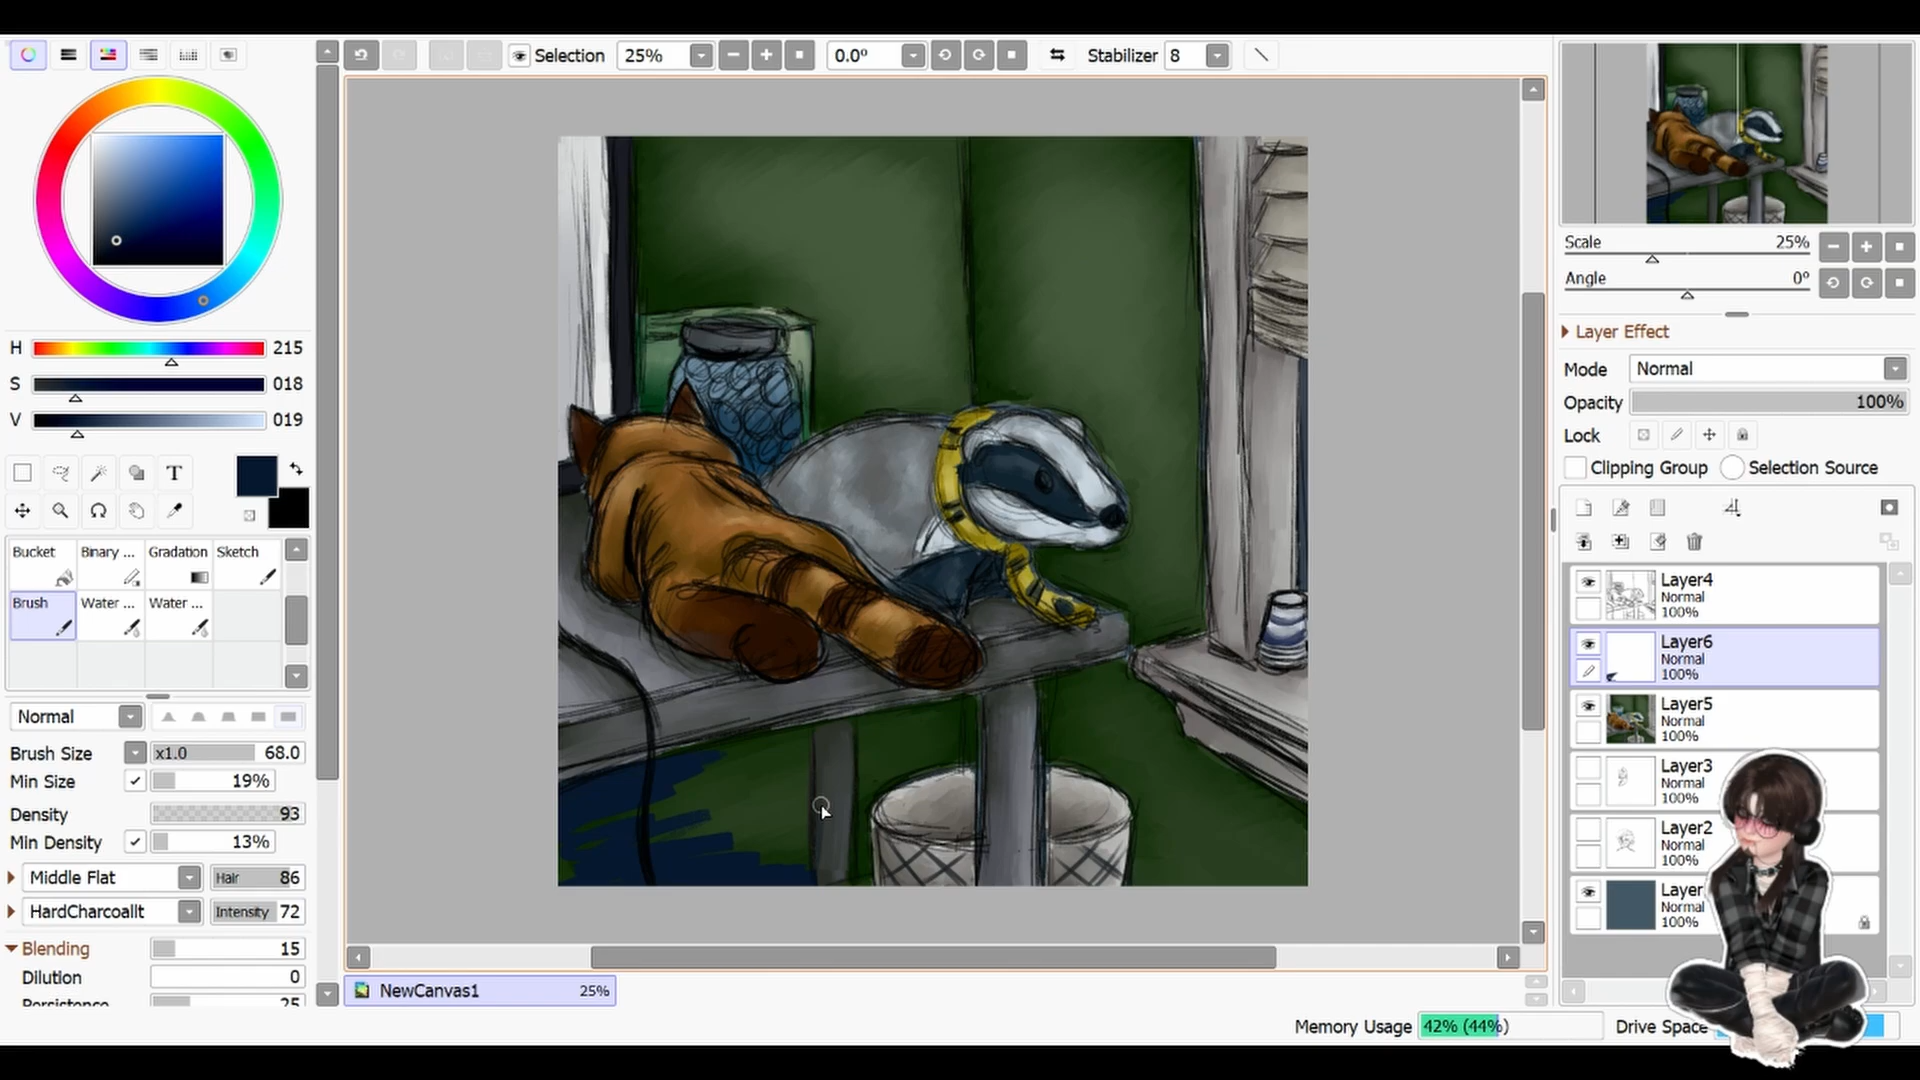 Selection 25% 0.0º Stabilizer 8
H 215
S 018
V 019
T
Bucket Binary ... Gradation Sketch
Brush Water ... Water ...
Normal
Brush Size x1.0 68.0
Min Size 19%
Density 93
Min Density 13%
Middle Flat Hair 86
HardCharcoalIt Intensity 72
Blending 15
Dilution 0
Persistence 25
NewCanvas1 25%
Scale 25%
Angle 0º
Layer Effect
Mode Normal
Opacity 100%
Lock
Clipping Group Selection Source
Layer4
Normal
100%
Layer6
Normal
100%
Layer5
Normal
100%
Layer3
Normal
100%
Layer2
Normal
100%
Layer
Normal
100%
Memory Usage 42% (44%) Drive Space